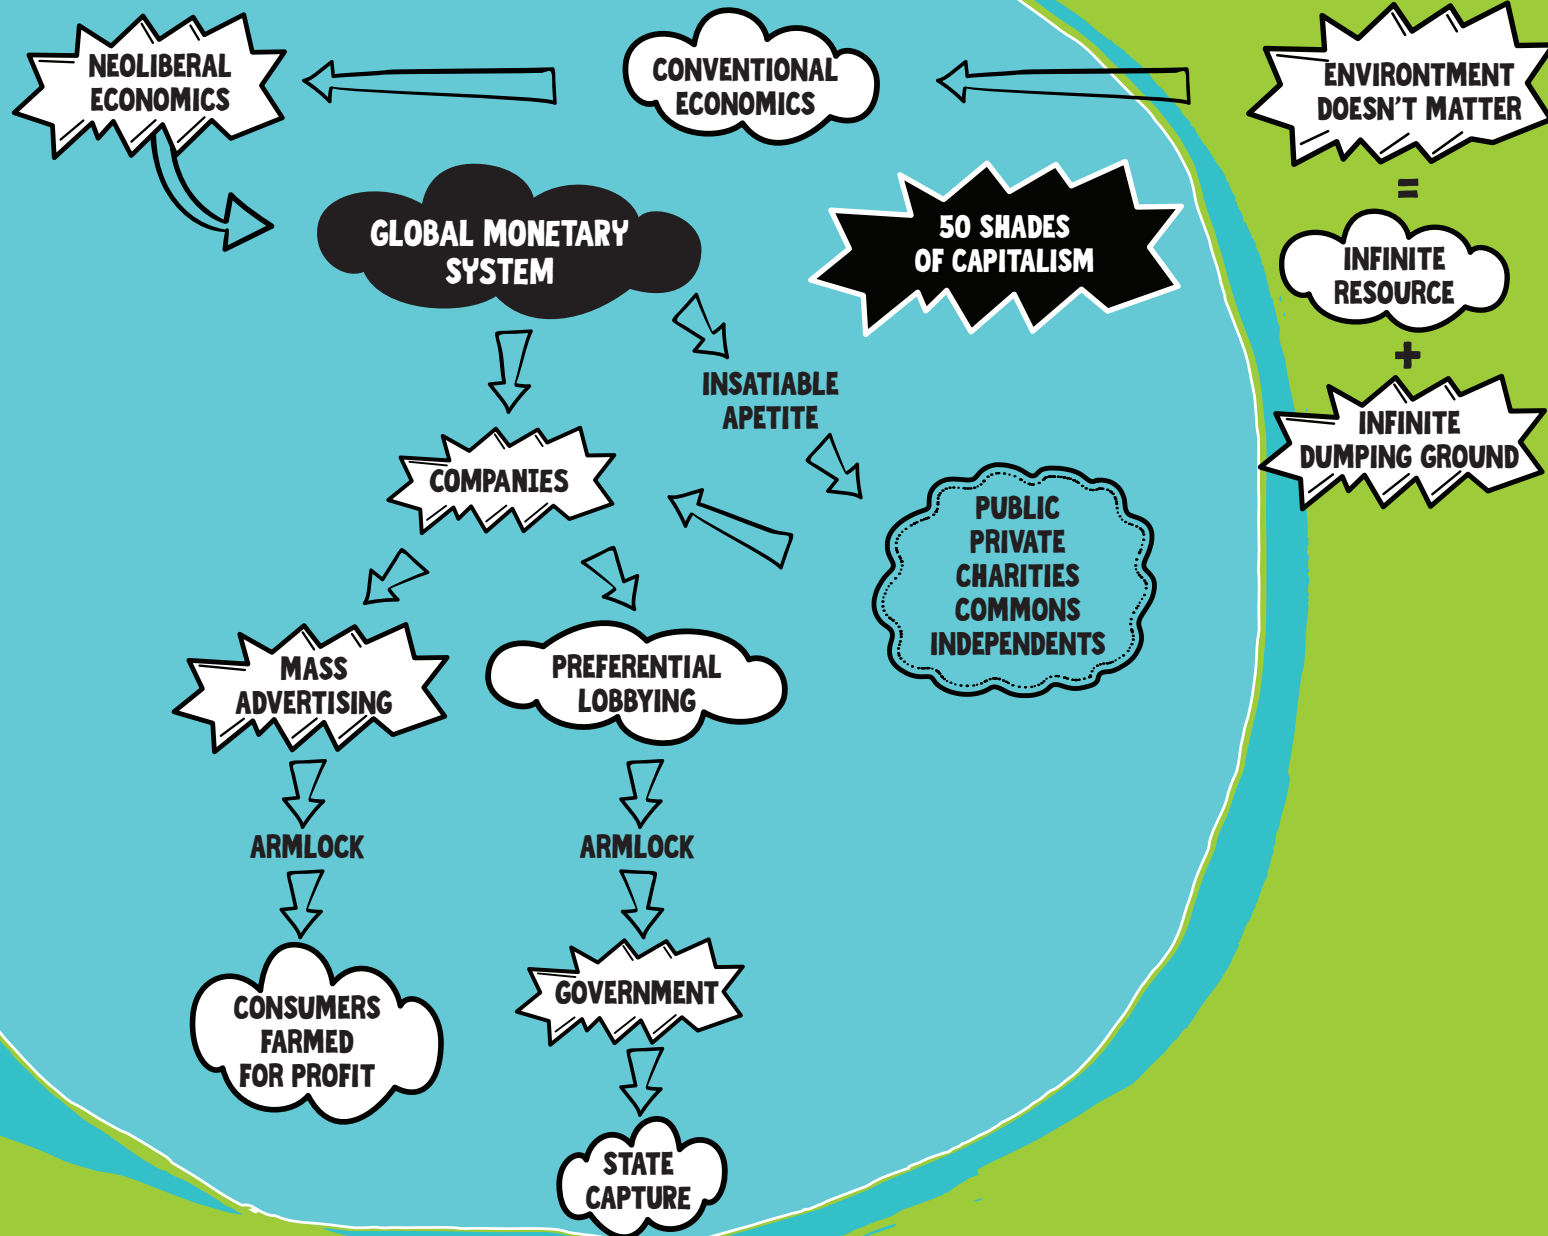 NEOLIBERAL
ECONOMICS
CONVENTIONAL
ECONOMICS
ENVIRONTMENT
DOESN'T MATTER
=
INFINITE
RESOURCE
+
INFINITE
DUMPING GROUND
GLOBAL MONETARY
SYSTEM
50 SHADES
OF CAPITALISM
INSATIABLE
APETITE
COMPANIES
PUBLIC
PRIVATE
CHARITIES
COMMONS
INDEPENDENTS
MASS
ADVERTISING
PREFERENTIAL
LOBBYING
ARMLOCK
ARMLOCK
CONSUMERS
FARMED
FOR PROFIT
GOVERNMENT
STATE
CAPTURE